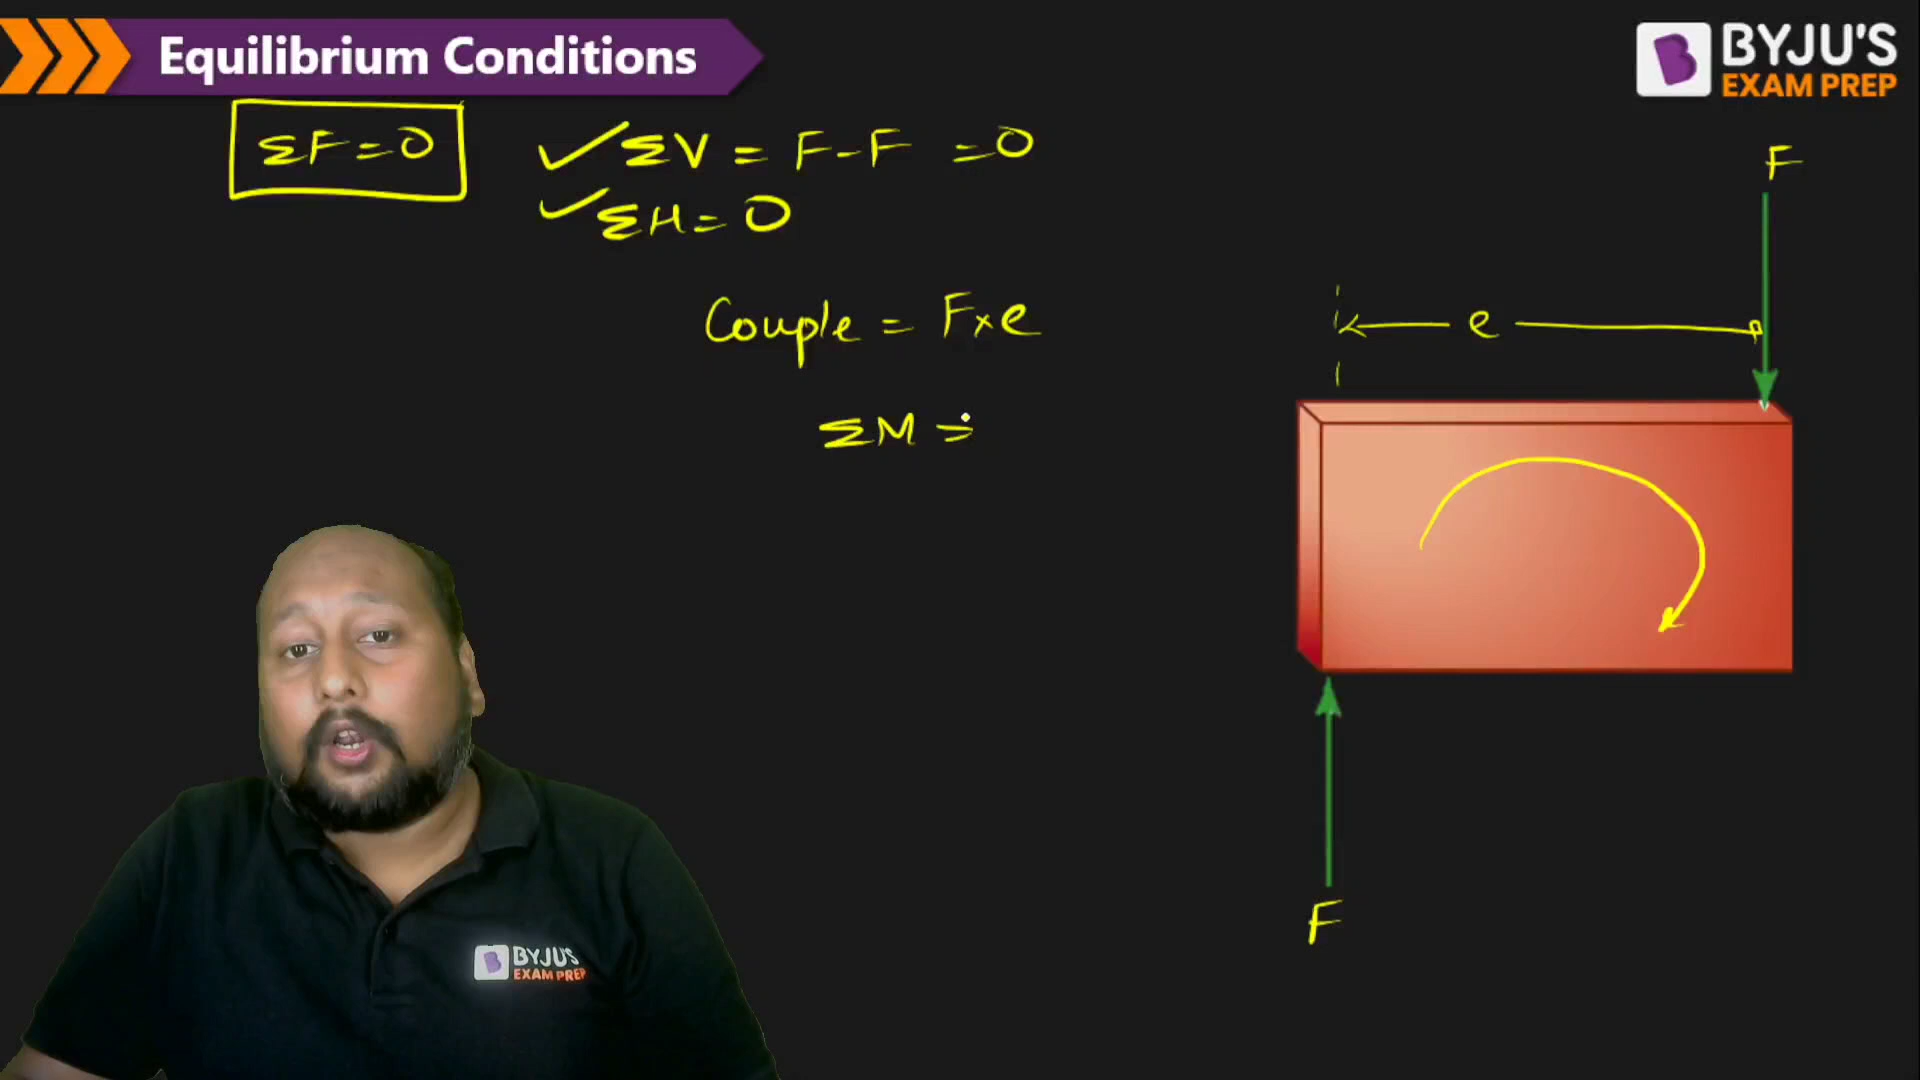 Equilibrium Conditions
BYJU'S
EXAM PREP
ΣF=0
✓ΣV = F-F =0
✓ΣH=0
F
Couple = F×e
e
ΣM =
F
BYJU'S
EXAM PREP